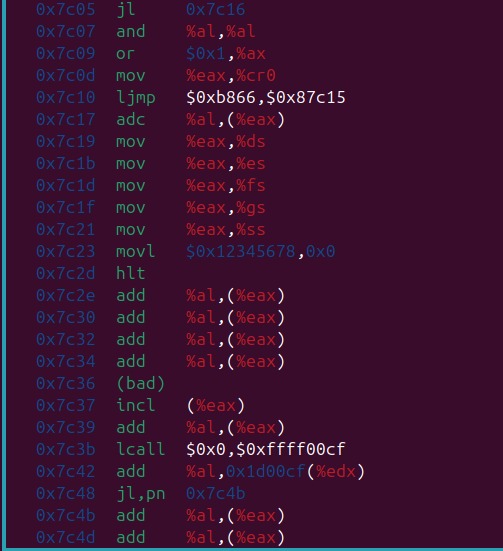 0x7c05 jl 0x7c16
0x7c07 and %al,%al
0x7c09 or $0x1,%ax
0x7c0d mov %eax,%cr0
0x7c10 ljmp $0xb866,$0x87c15
0x7c17 adc %al,(%eax)
0x7c19 mov %eax,%ds
0x7c1b mov %eax,%es
0x7c1d mov %eax,%fs
0x7c1f mov %eax,%gs
0x7c21 mov %eax,%ss
0x7c23 movl $0x12345678,0x0
0x7c2d hlt
0x7c2e add %al,(%eax)
0x7c30 add %al,(%eax)
0x7c32 add %al,(%eax)
0x7c34 add %al,(%eax)
0x7c36 (bad)
0x7c37 incl (%eax)
0x7c39 add %al,(%eax)
0x7c3b lcall $0x0,$0xffff00cf
0x7c42 add %al,0x1d00cf(%edx)
0x7c48 jl,pn 0x7c4b
0x7c4b add %al,(%eax)
0x7c4d add %al,(%eax)